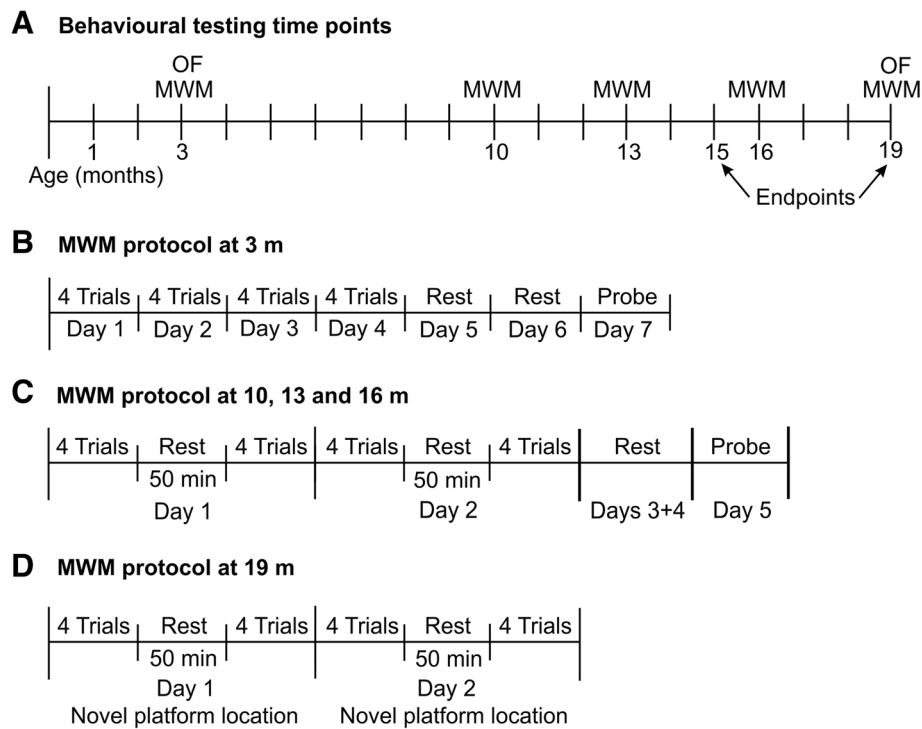 A Behavioural testing time points
OF OF
MWM MWM MWM MWM MWM
1 3 10 13 15 16 19
Age (months)
Endpoints
B MWM protocol at 3 m
4 Trials 4 Trials 4 Trials 4 Trials Rest Rest Probe
Day 1 Day 2 Day 3 Day 4 Day 5 Day 6 Day 7
C MWM protocol at 10, 13 and 16 m
4 Trials Rest 4 Trials 4 Trials Rest 4 Trials Rest Probe
50 min 50 min
Day 1 Day 2 Days 3+4 Day 5
D MWM protocol at 19 m
4 Trials Rest 4 Trials 4 Trials Rest 4 Trials
50 min 50 min
Day 1 Day 2
Novel platform location Novel platform location